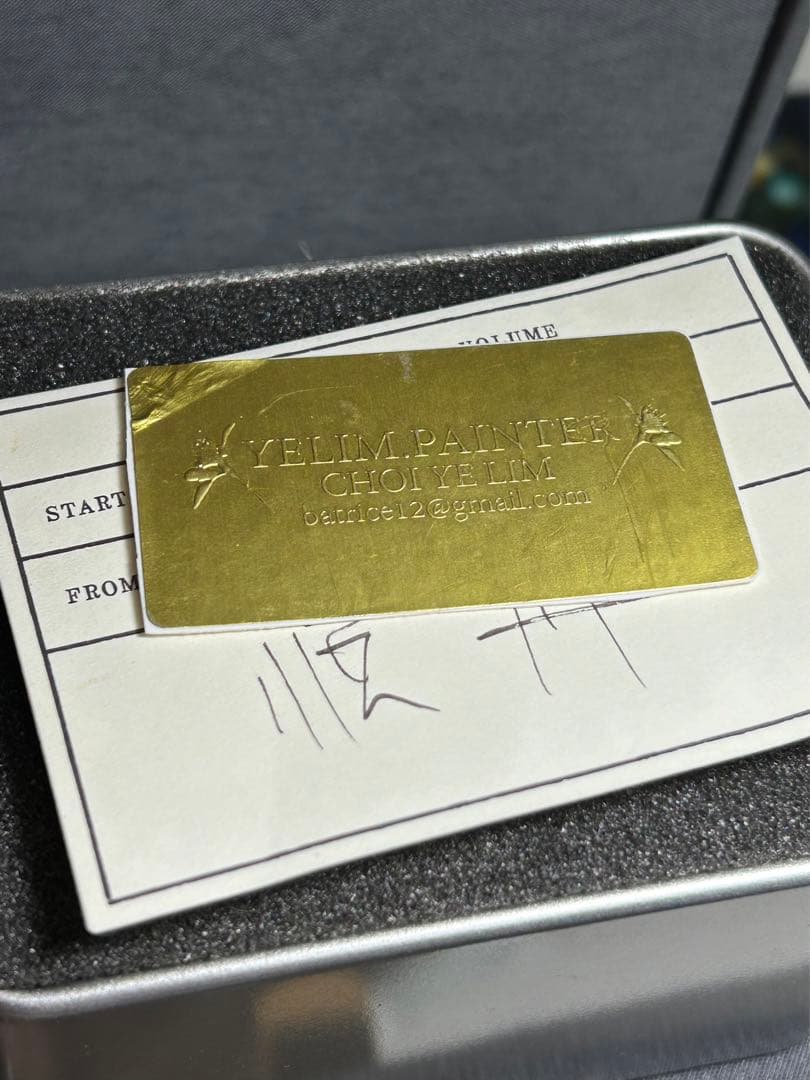 VOLUME
YELIM.PAINTER
CHOI YE LIM
batrice12@gmail.com
START
FROM